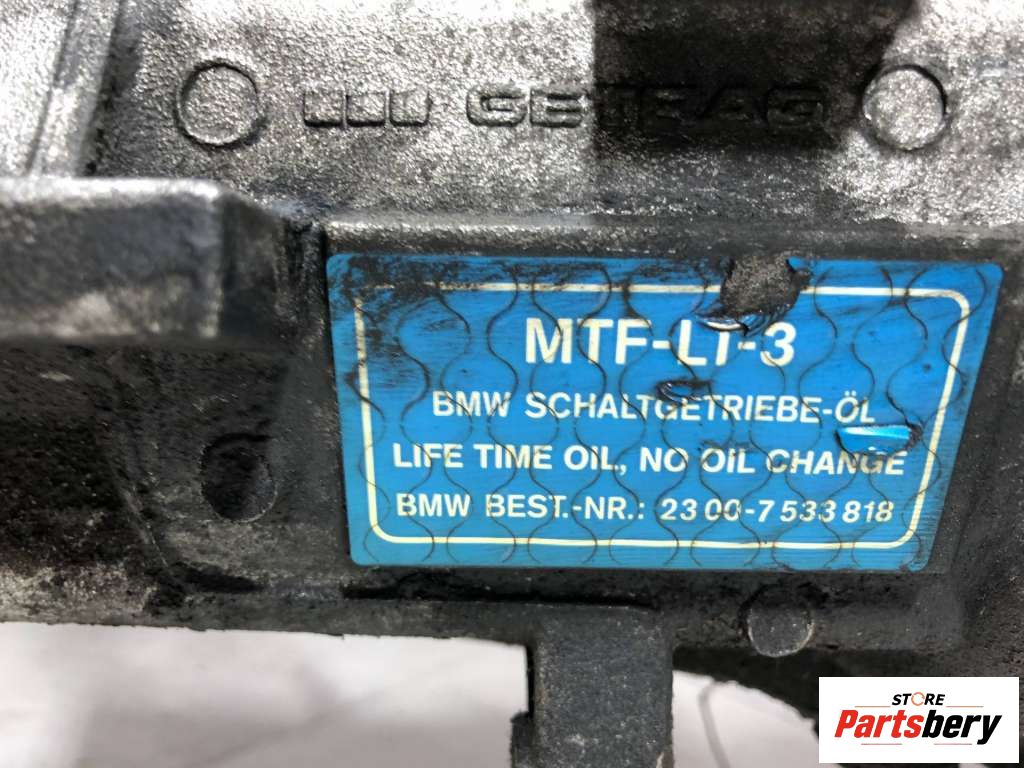 GETRAG
MTF-LT-3
BMW SCHALTGETRIEBE-ÖL
LIFE TIME OIL, NO OIL CHANGE
BMW BEST.-NR.: 23 00-7 533 818
STORE
Partsbery